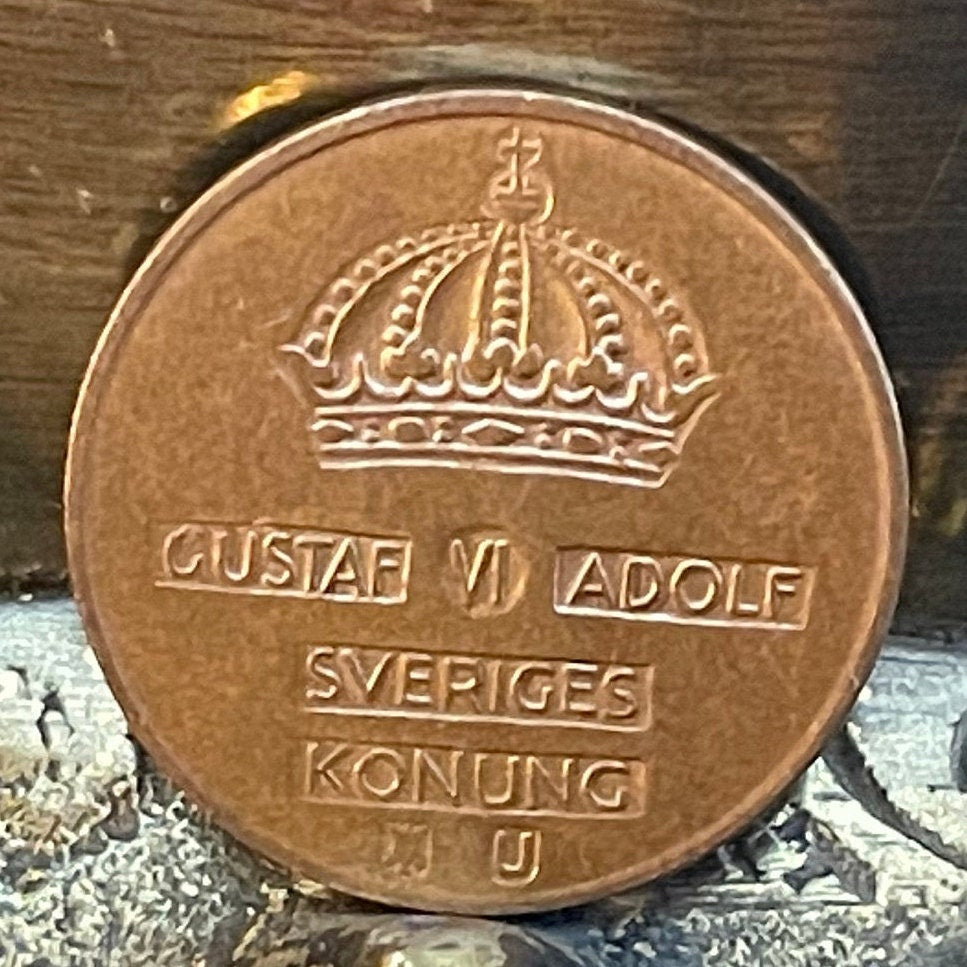 GUSTAF VI ADOLF
SVERIGES
KONUNG
U